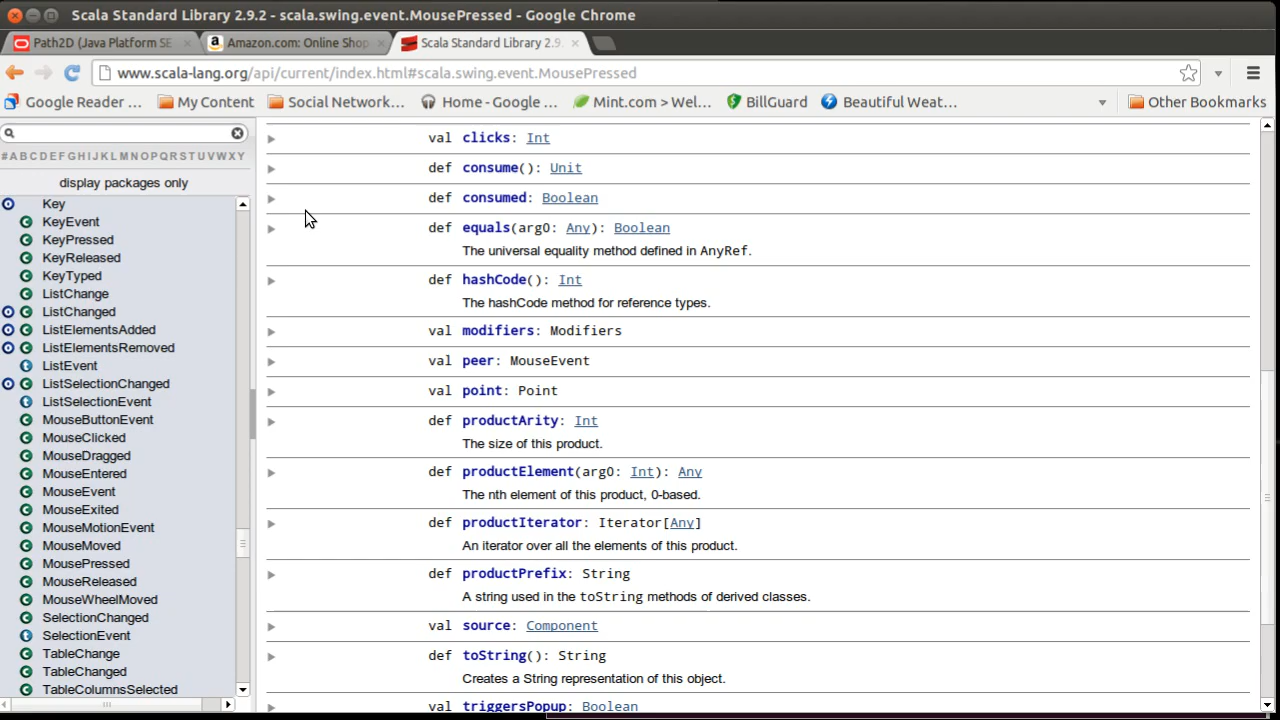 Scala Standard Library 2.9.2 - scala.swing.event.MousePressed - Google Chrome
Path2D (Java Platform SE
Amazon.com: Online Shop
Scala Standard Library 2.9.
www.scala-lang.org/api/current/index.html#scala.swing.event.MousePressed
Google Reader ...
My Content
Social Network...
Home - Google ...
Mint.com > Wel...
BillGuard
Beautiful Weat...
Other Bookmarks
#ABCDEFGHIJKLMNOPQRSTUVWXY
display packages only
Key
KeyEvent
KeyPressed
KeyReleased
KeyTyped
ListChange
ListChanged
ListElementsAdded
ListElementsRemoved
ListEvent
ListSelectionChanged
ListSelectionEvent
MouseButtonEvent
MouseClicked
MouseDragged
MouseEntered
MouseEvent
MouseExited
MouseMotionEvent
MouseMoved
MousePressed
MouseReleased
MouseWheelMoved
SelectionChanged
SelectionEvent
TableChange
TableChanged
TableColumnsSelected
val clicks: Int
def consume(): Unit
def consumed: Boolean
def equals(arg0: Any): Boolean
The universal equality method defined in AnyRef.
def hashCode(): Int
The hashCode method for reference types.
val modifiers: Modifiers
val peer: MouseEvent
val point: Point
def productArity: Int
The size of this product.
def productElement(arg0: Int): Any
The nth element of this product, 0-based.
def productIterator: Iterator[Any]
An iterator over all the elements of this product.
def productPrefix: String
A string used in the toString methods of derived classes.
val source: Component
def toString(): String
Creates a String representation of this object.
val triggersPopup: Boolean